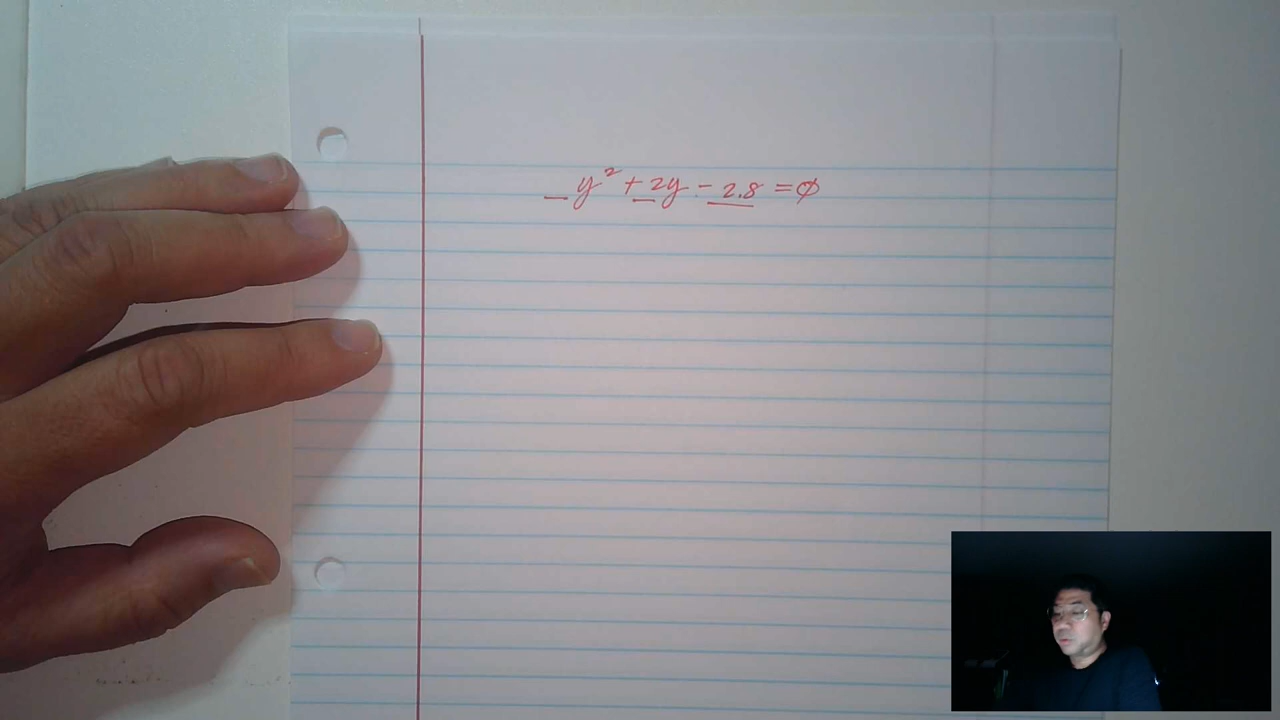 _ y² + 2y - 2.8 = 0